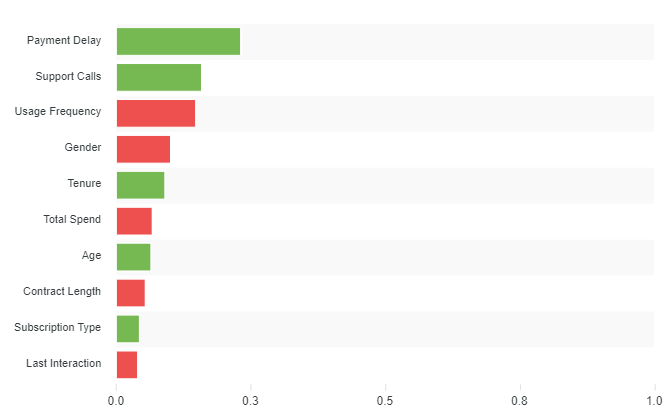 Payment Delay
Support Calls
Usage Frequency
Gender
Tenure
Total Spend
Age
Contract Length
Subscription Type
Last Interaction
0.0 0.3 0.5 0.8 1.0